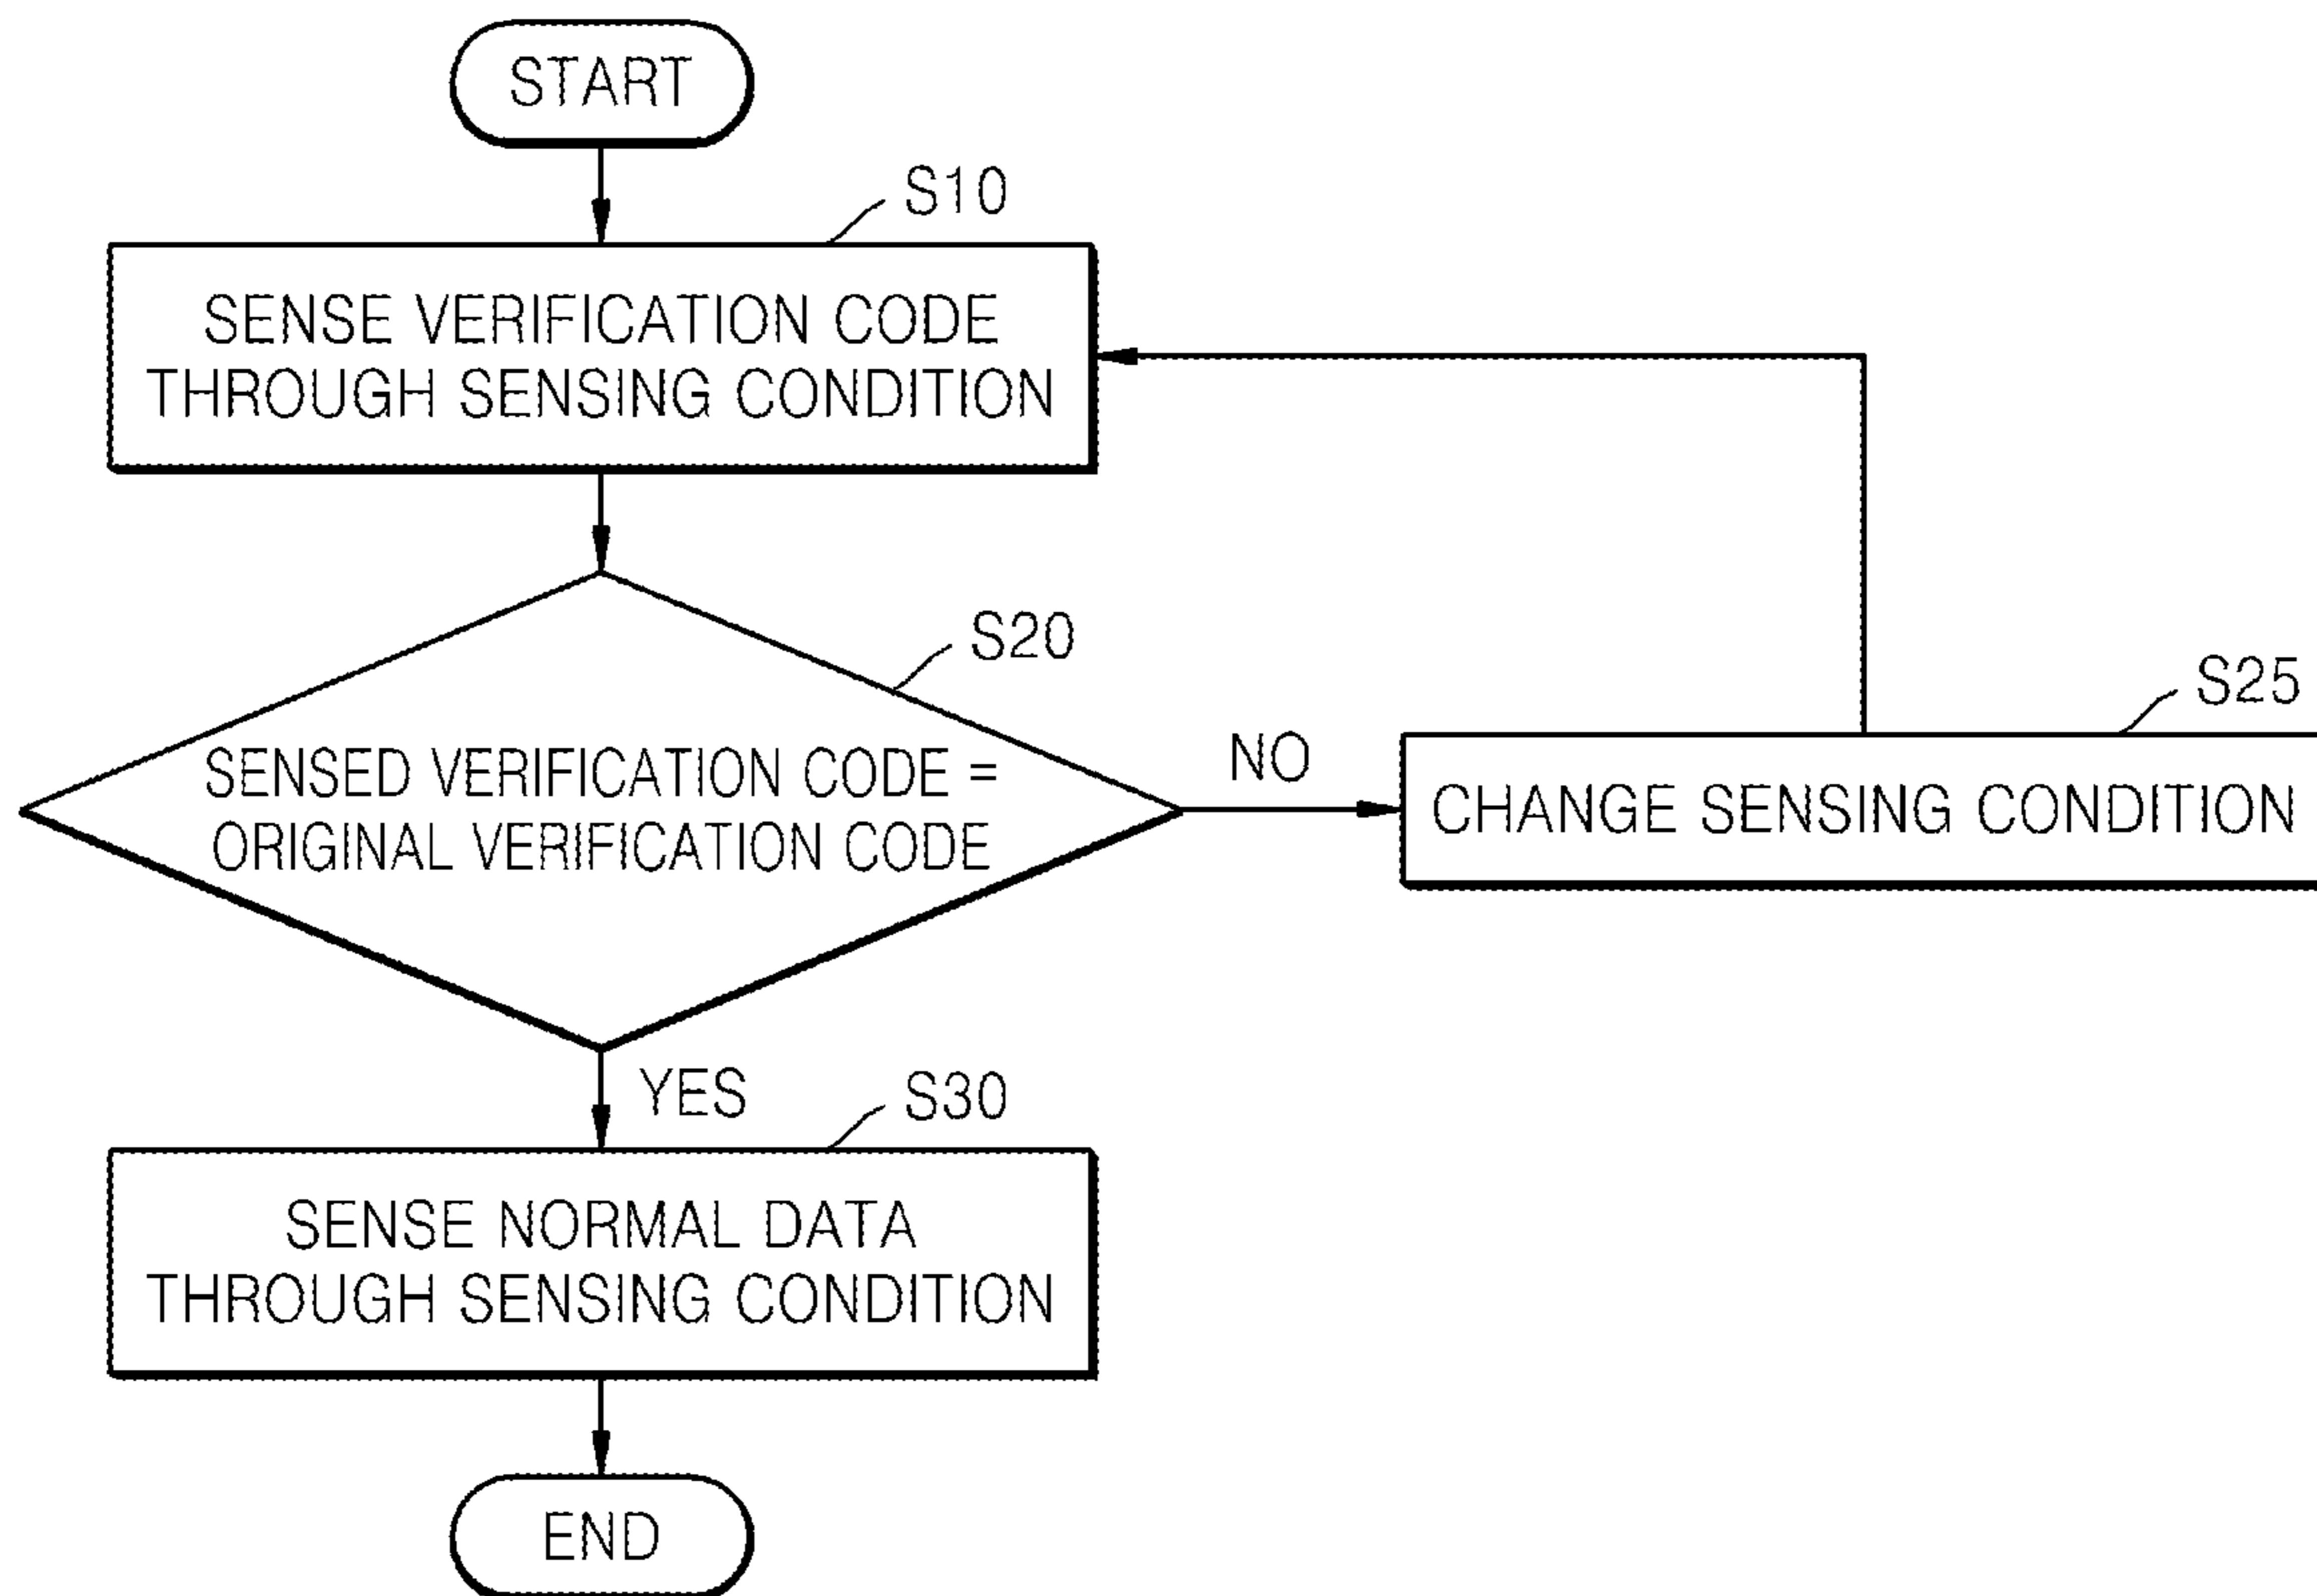 START
S10
SENSE VERIFICATION CODE
THROUGH SENSING CONDITION
S20
SENSED VERIFICATION CODE =
ORIGINAL VERIFICATION CODE
NO
S25
CHANGE SENSING CONDITION
YES
S30
SENSE NORMAL DATA
THROUGH SENSING CONDITION
END